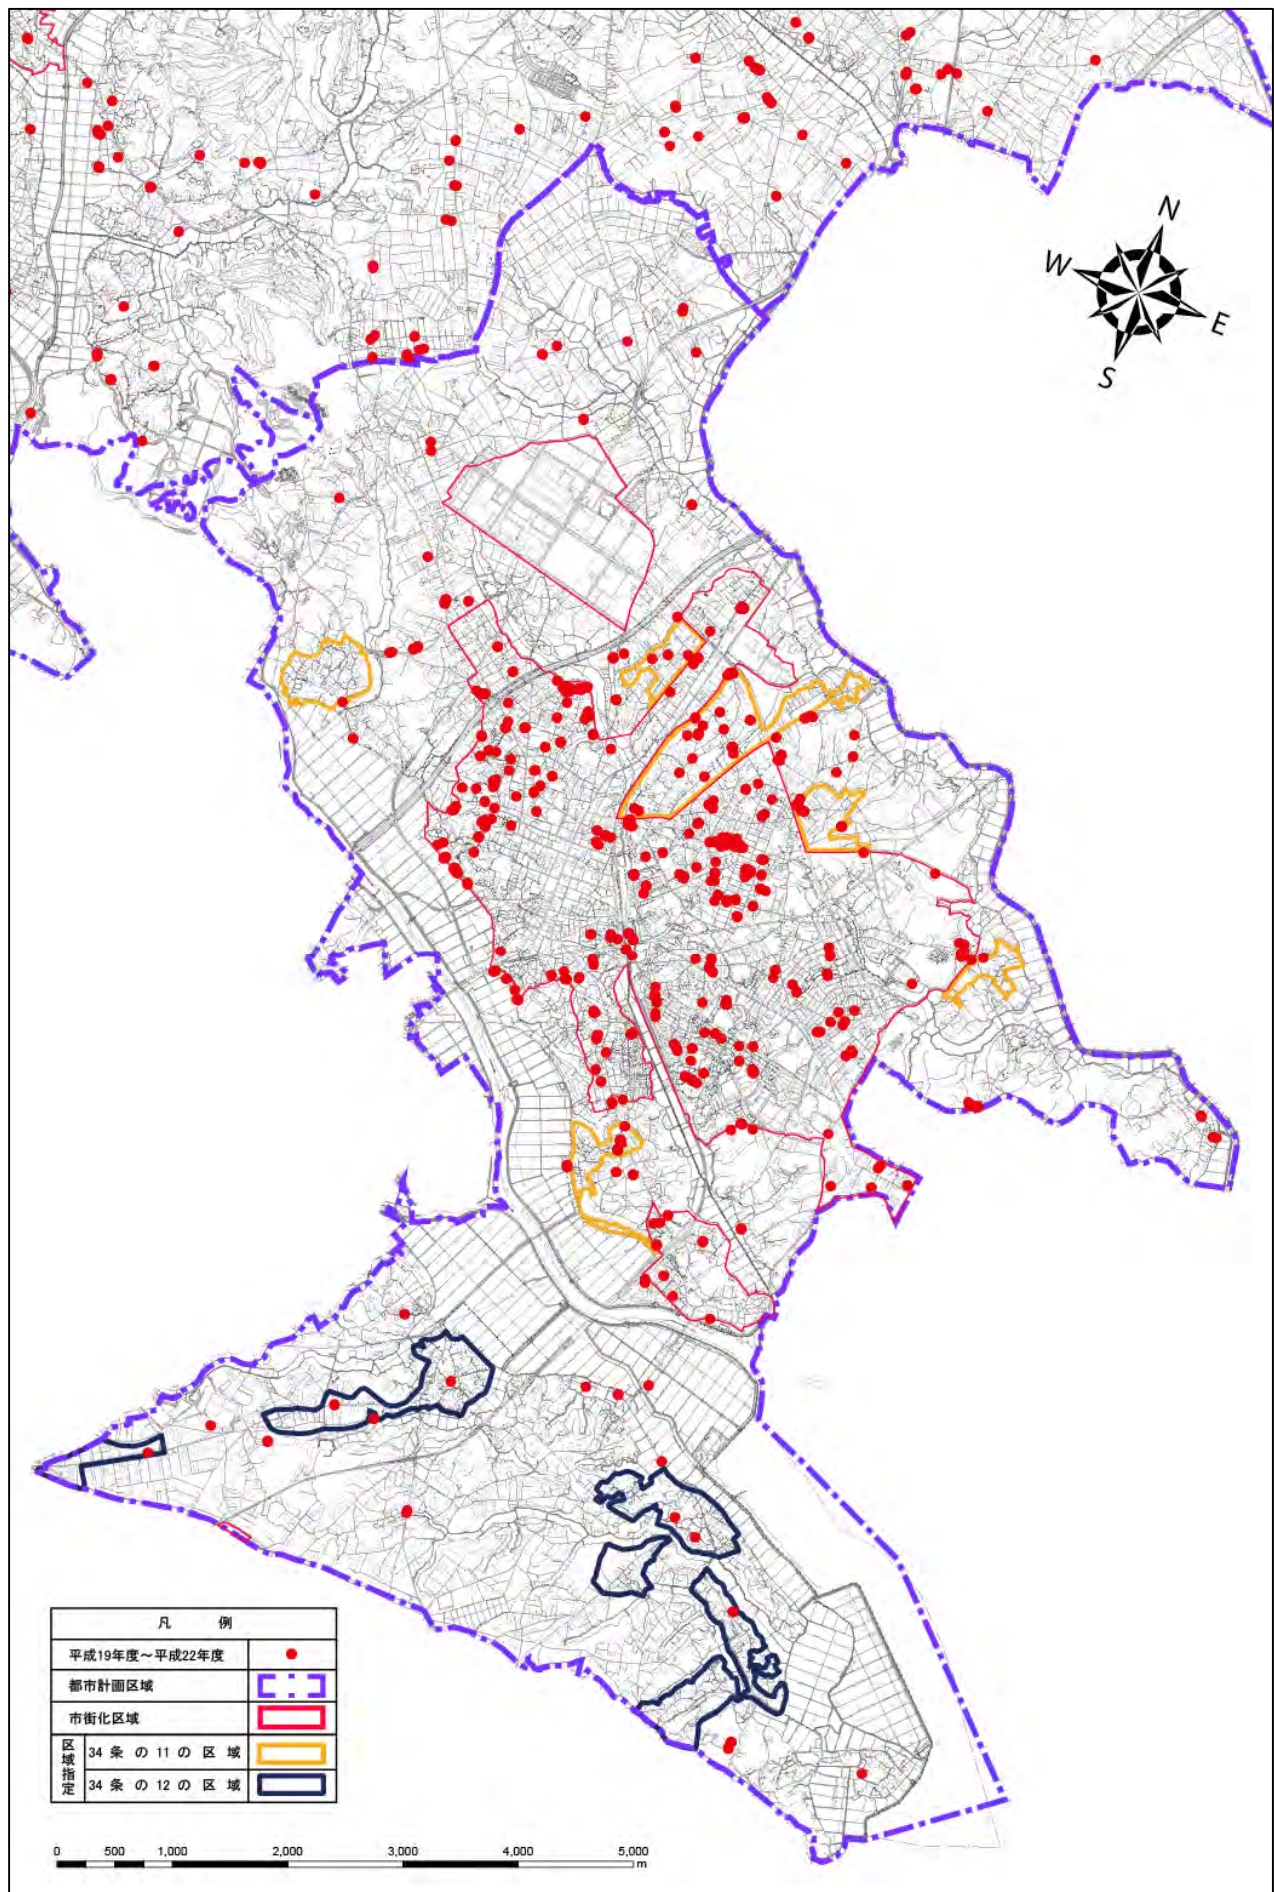 N
W
E
S
凡 例
平成19年度～平成22年度
都市計画区域
市街化区域
区域指定
34 条 の 11 の 区 域
34 条 の 12 の 区 域
0 500 1,000 2,000 3,000 4,000 5,000
m